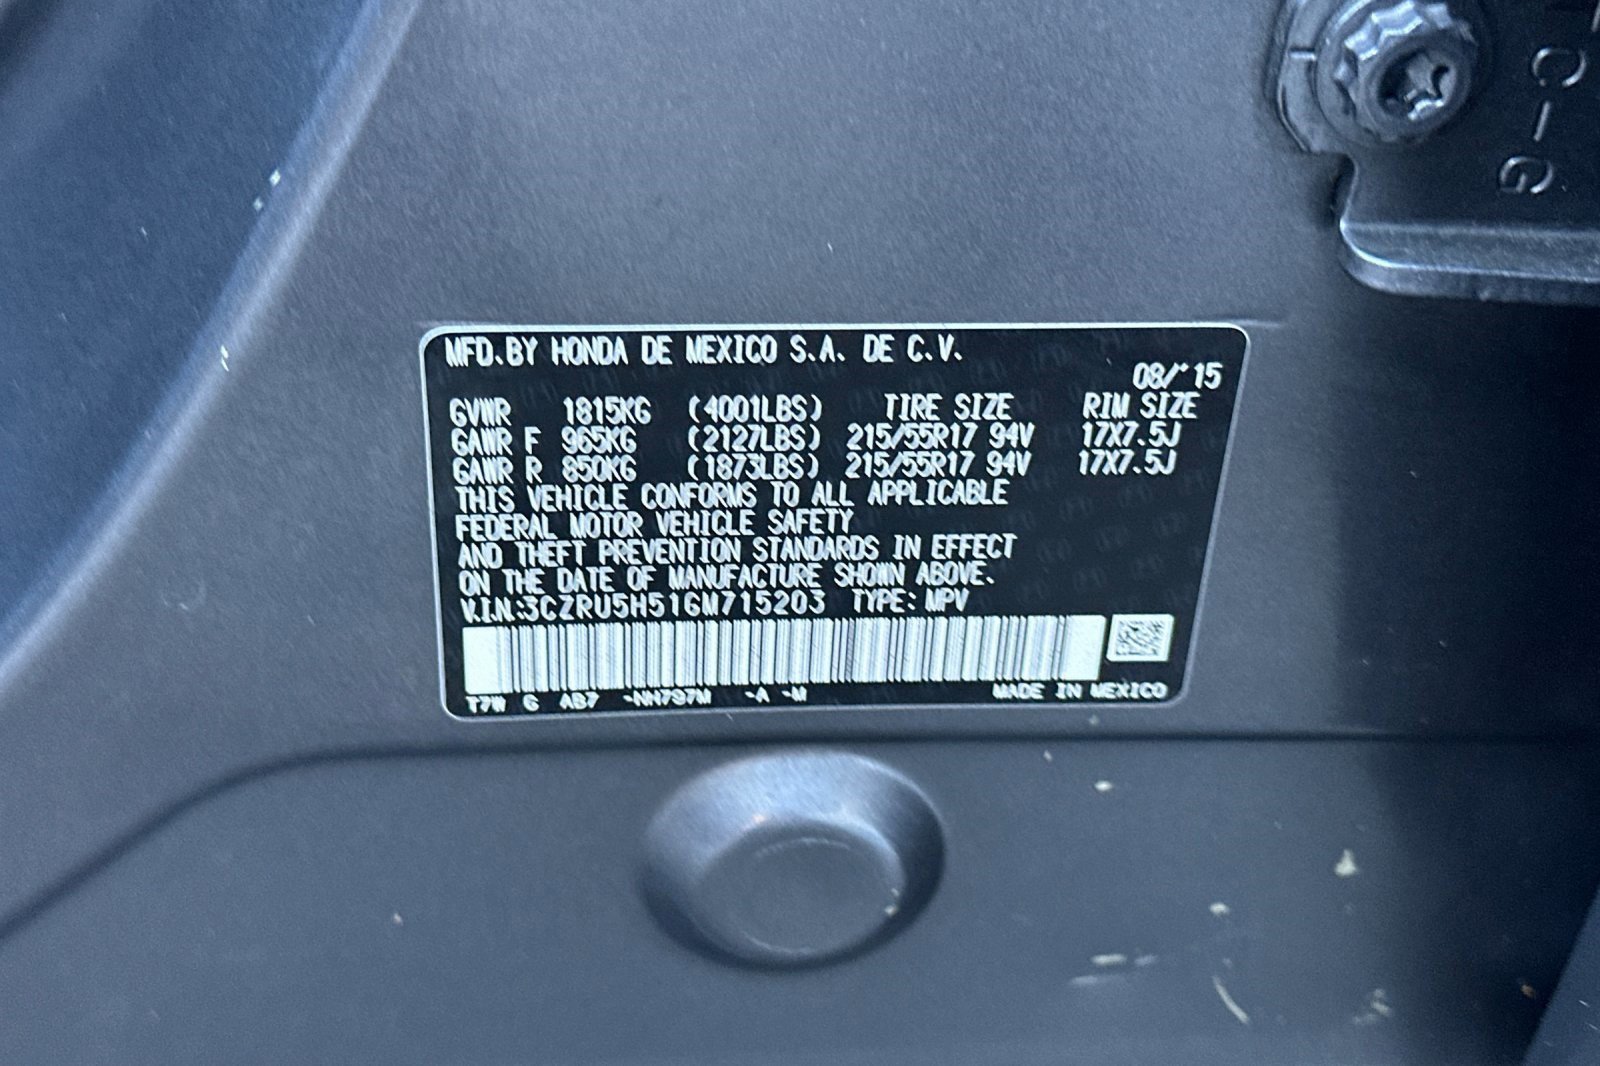 C-G
MFD.BY HONDA DE MEXICO S.A. DE C.V.
08/'15
GVWR 1815KG (4001LBS) TIRE SIZE RIM SIZE
GAWR F 965KG (2127LBS) 215/55R17 94V 17X7.5J
GAWR R 850KG (1873LBS) 215/55R17 94V 17X7.5J
THIS VEHICLE CONFORMS TO ALL APPLICABLE
FEDERAL MOTOR VEHICLE SAFETY
AND THEFT PREVENTION STANDARDS IN EFFECT
ON THE DATE OF MANUFACTURE SHOWN ABOVE.
V.I.N.:3CZRU5H51GM715203 TYPE: MPV
T7W G AB7 -NH797M -A -M MADE IN MEXICO